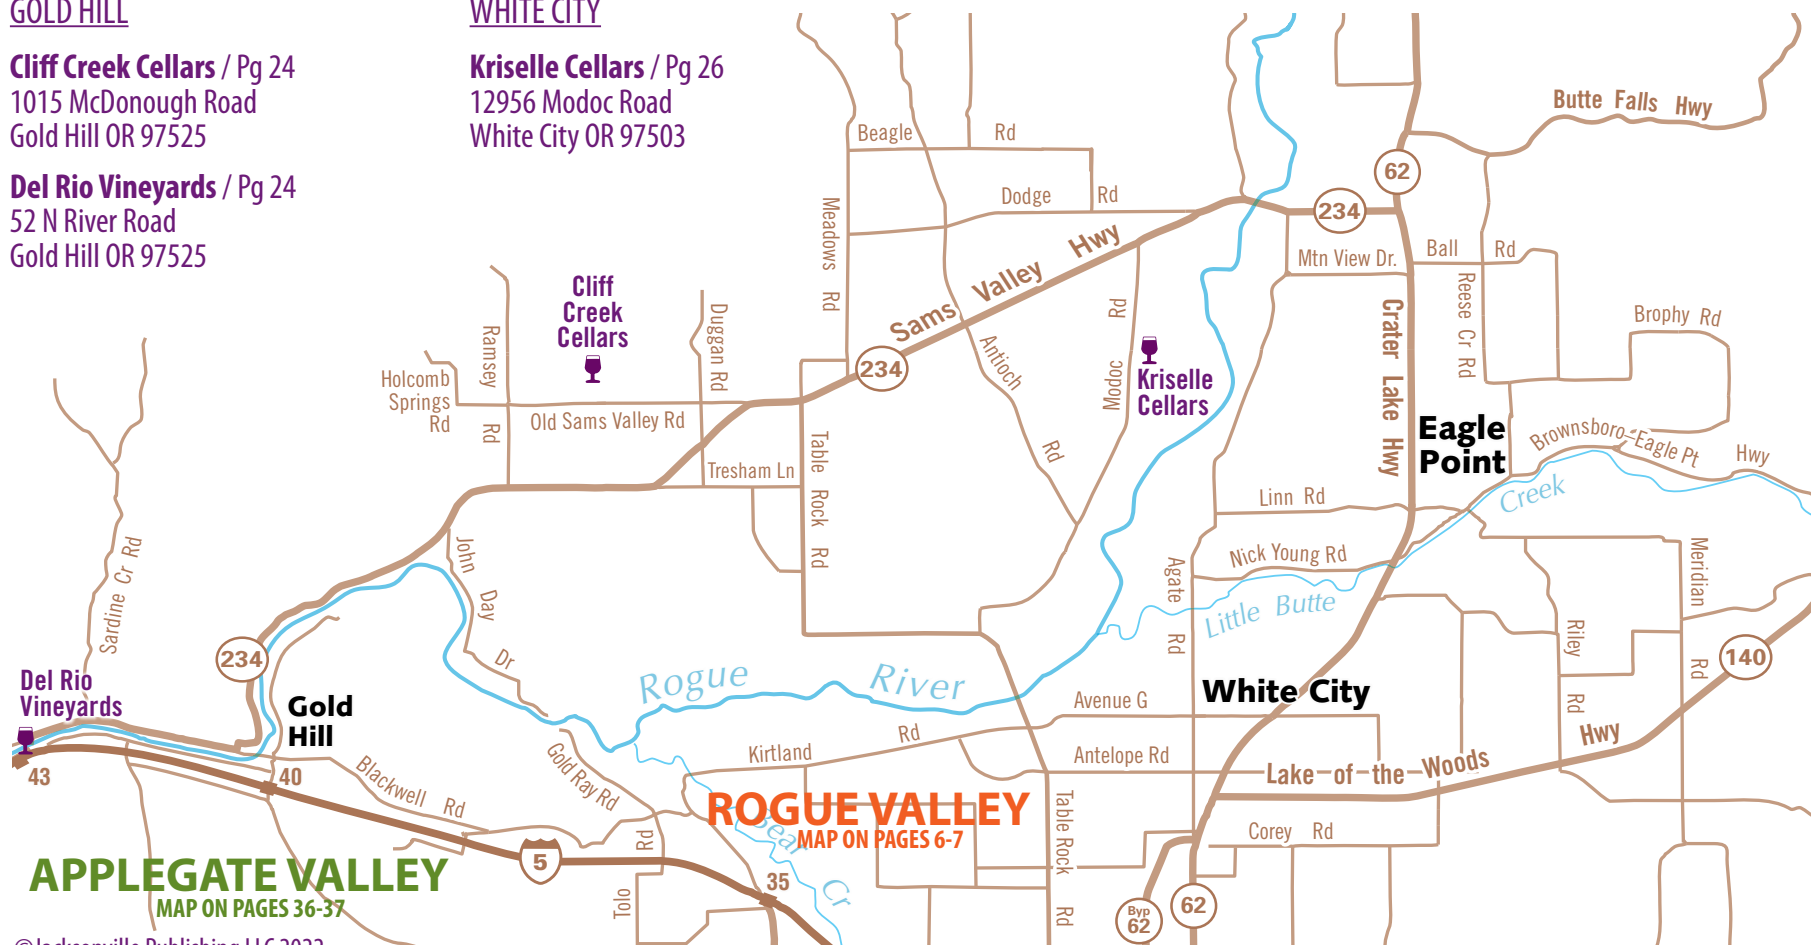 GOLD HILL
Cliff Creek Cellars / Pg 24
1015 McDonough Road
Gold Hill OR 97525
Del Rio Vineyards / Pg 24
52 N River Road
Gold Hill OR 97525
WHITE CITY
Kriselle Cellars / Pg 26
12956 Modoc Road
White City OR 97503
Butte Falls Hwy
Beagle Rd
62
Dodge Rd
234
Meadows Rd
Sams Valley Hwy
Mtn View Dr.
Ball Rd
Reese Cr Rd
Cliff
Creek
Cellars
Ramsey Rd
Duggan Rd
Crater Lake Hwy
Brophy Rd
Modoc Rd
Antioch Rd
234
Kriselle
Cellars
Holcomb
Springs
Rd
Old Sams Valley Rd
Eagle
Point
Brownsboro-Eagle Pt Hwy
Tresham Ln
Table Rock Rd
Linn Rd
Creek
Sardine Cr Rd
John Day Dr
Nick Young Rd
Agate Rd
Little Butte
Meridian Rd
Riley Rd
140
234
Del Rio
Vineyards
Gold
Hill
Rogue River
White City
Avenue G
Kirtland Rd
Antelope Rd
Lake of the Woods Hwy
43
40
Blackwell Rd
Gold Ray Rd
ROGUE VALLEY
MAP ON PAGES 6-7
Bear Cr
Table Rock Rd
Corey Rd
5
Tolo Rd
35
APPLEGATE VALLEY
MAP ON PAGES 36-37
Byp
62
62
©Jacksonville Publishing LLC 2022